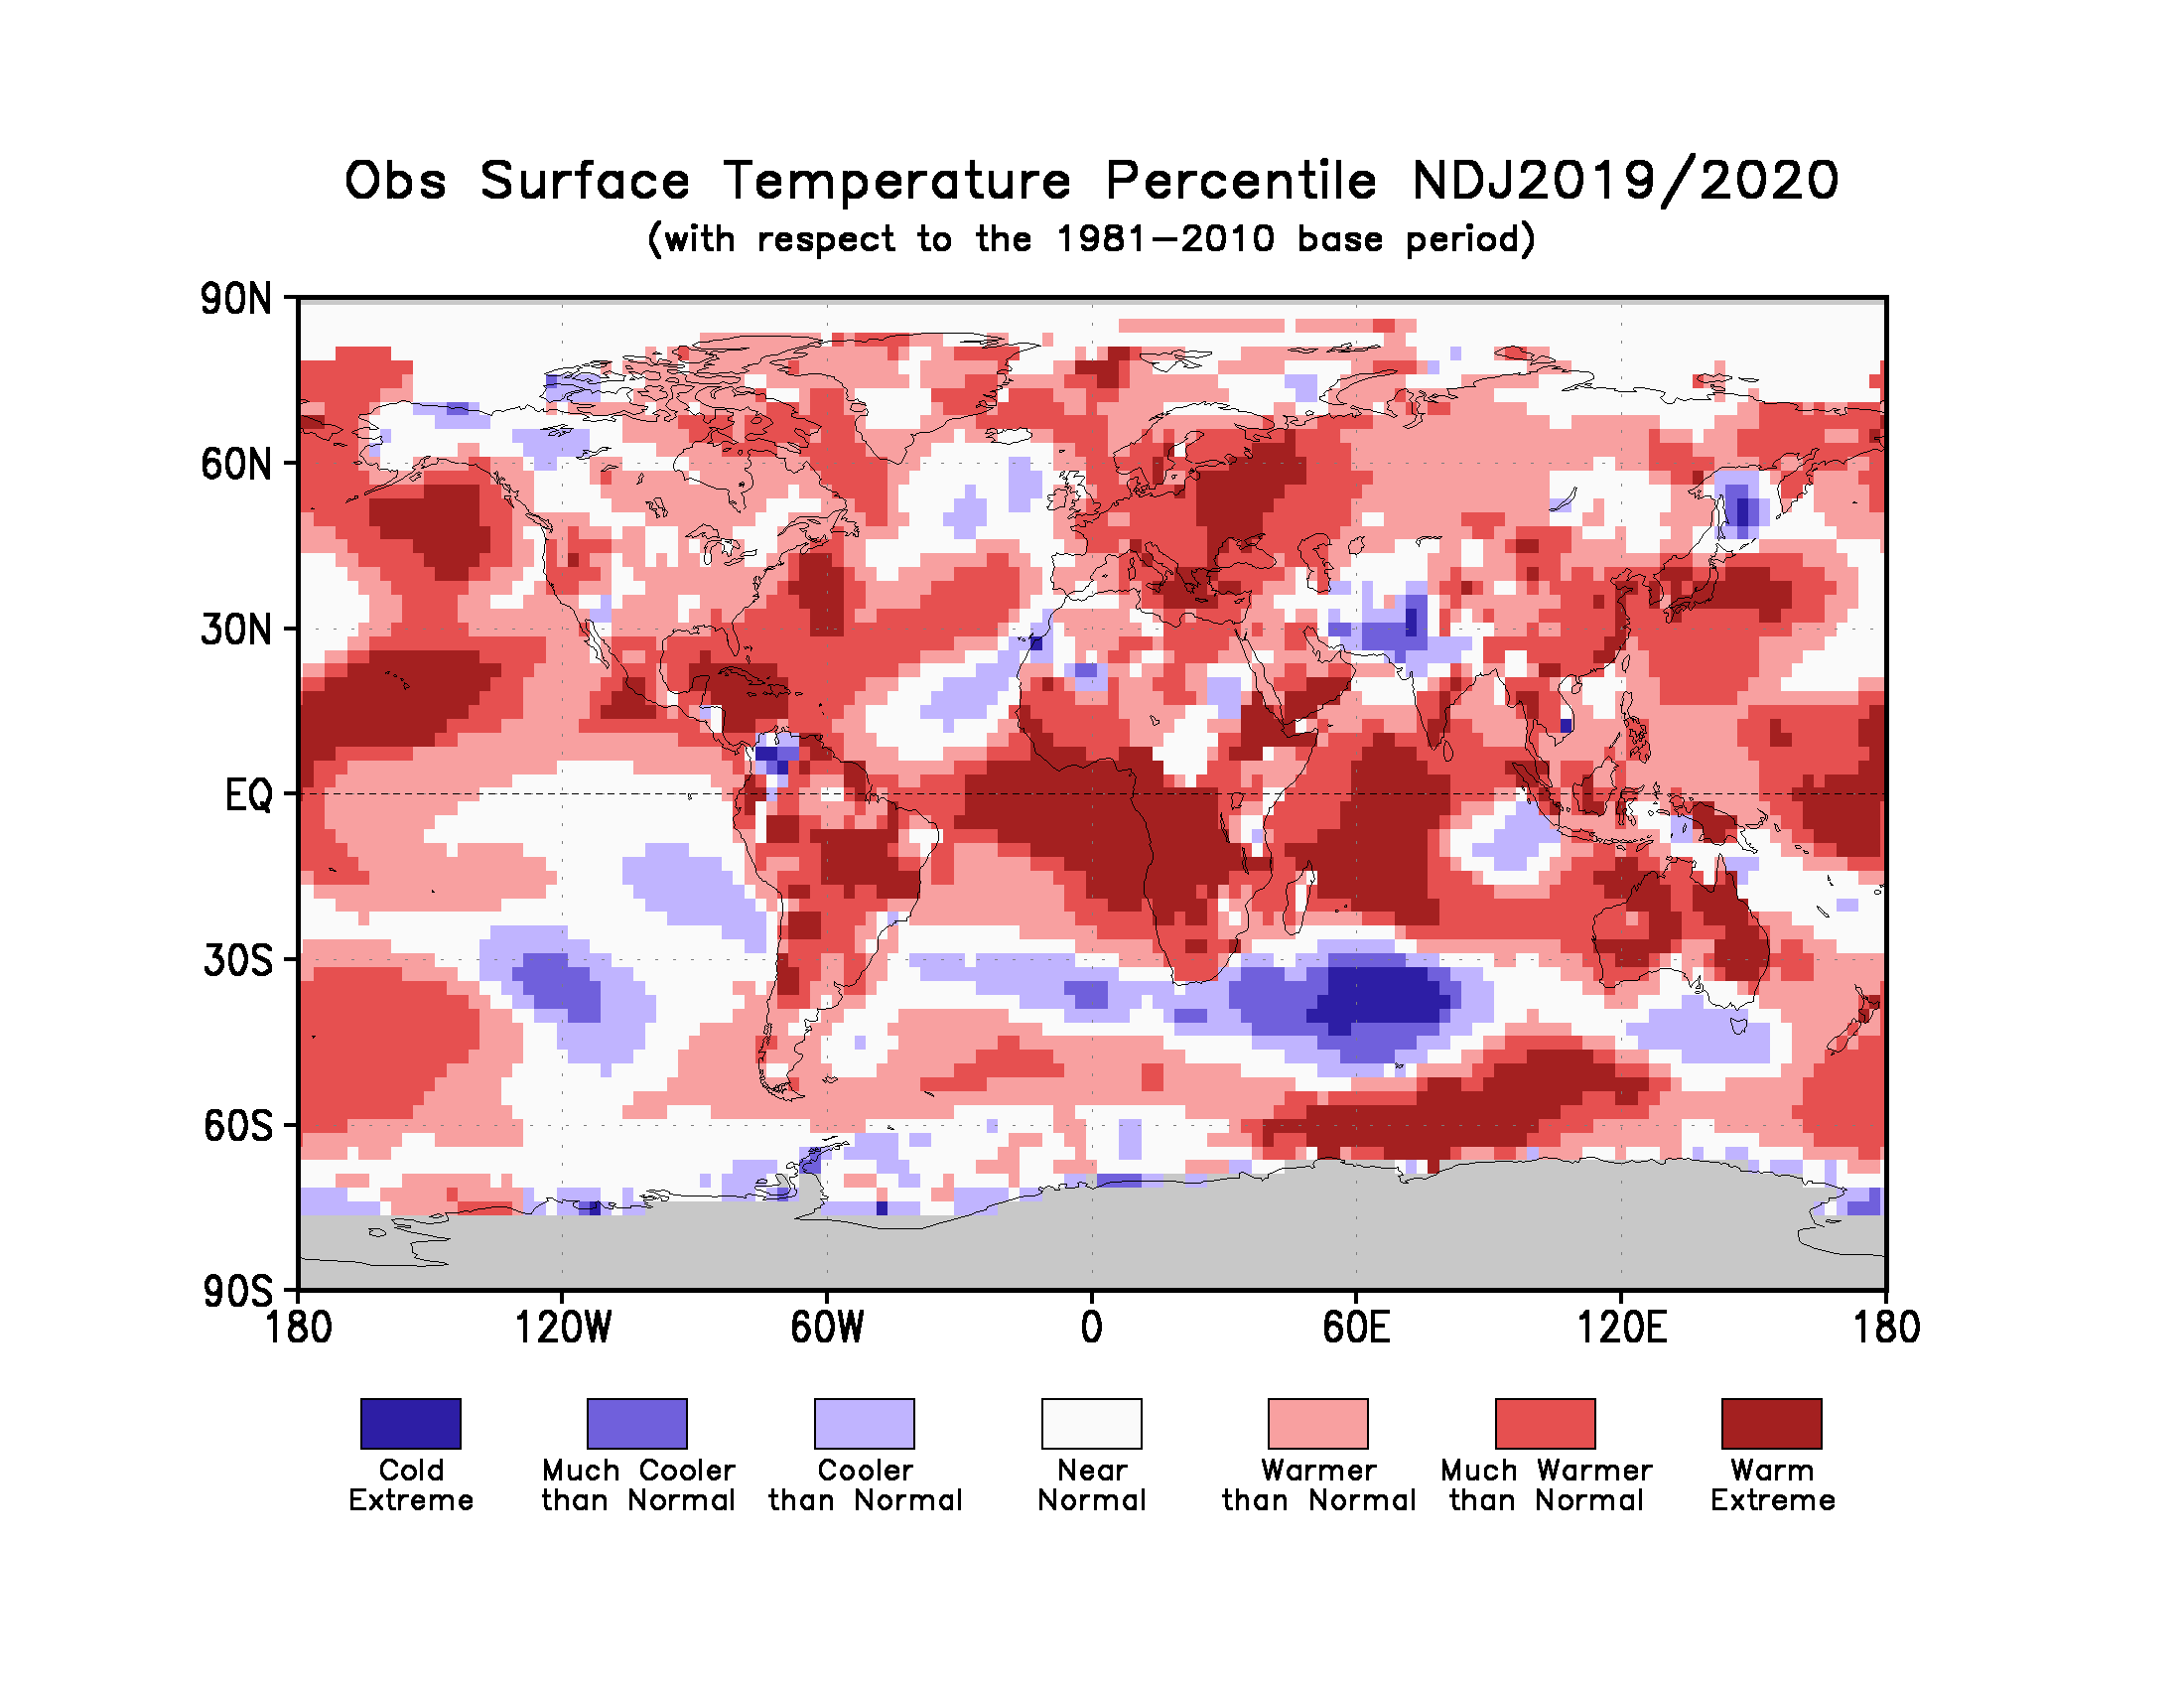 Obs Surface Temperature Percentile NDJ2019/2020
(with respect to the 1981-2010 base period)
90N
60N
30N
EQ
30S
60S
90S
180 120W 60W 0 60E 120E 180
Cold Extreme
Much Cooler than Normal
Cooler than Normal
Near Normal
Warmer than Normal
Much Warmer than Normal
Warm Extreme